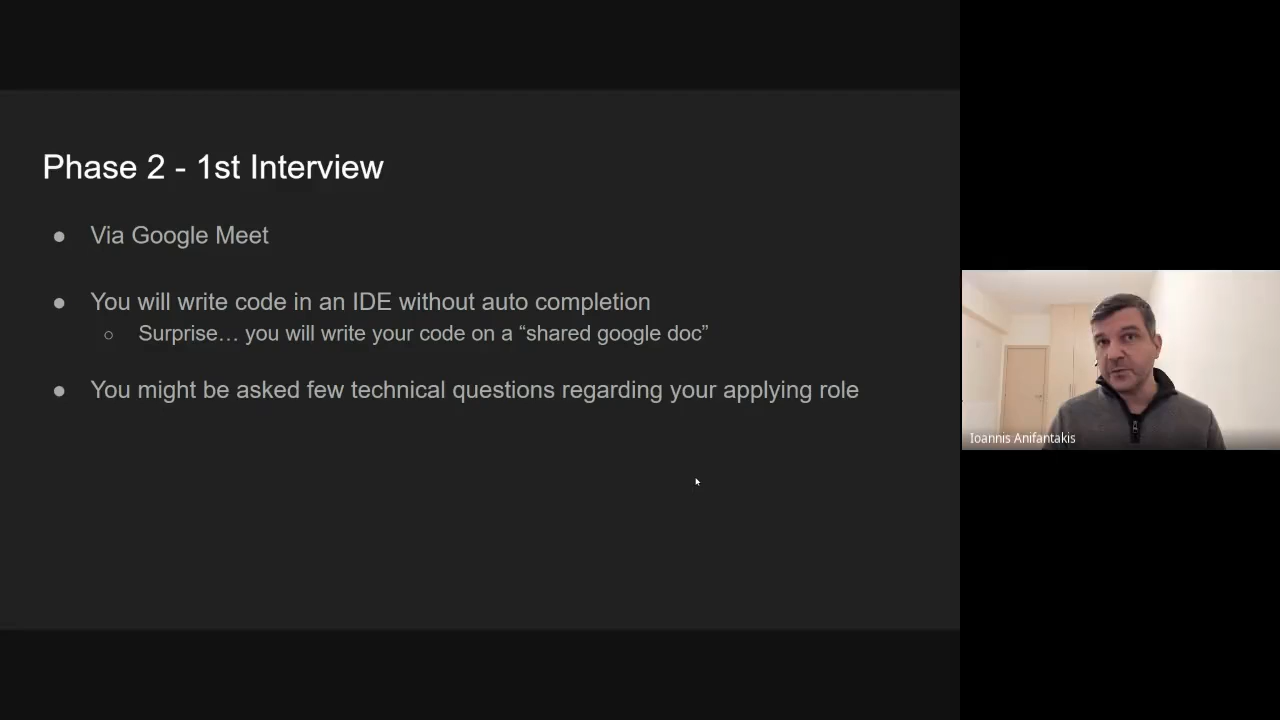 Phase 2 - 1st Interview
● Via Google Meet
● You will write code in an IDE without auto completion
○ Surprise… you will write your code on a “shared google doc”
● You might be asked few technical questions regarding your applying role
Ioannis Anifantakis